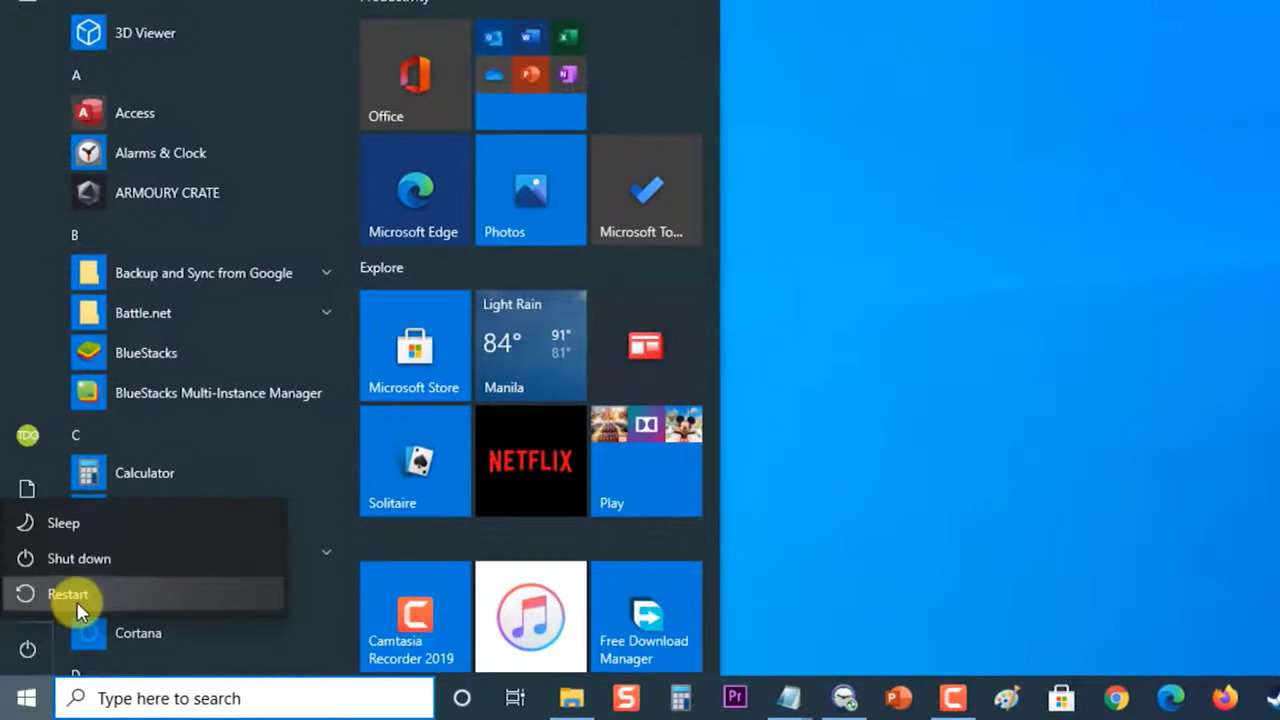 3D Viewer
A
Access
Alarms & Clock
ARMOURY CRATE
B
Backup and Sync from Google
Battle.net
BlueStacks
BlueStacks Multi-Instance Manager
TDG
C
Calculator
Sleep
Shut down
Restart
Cortana
Type here to search
Office
Microsoft Edge
Photos
Microsoft To...
Explore
Microsoft Store
Light Rain
84° 91°
81°
Manila
Solitaire
NETFLIX
Play
Camtasia
Recorder 2019
Free Download
Manager